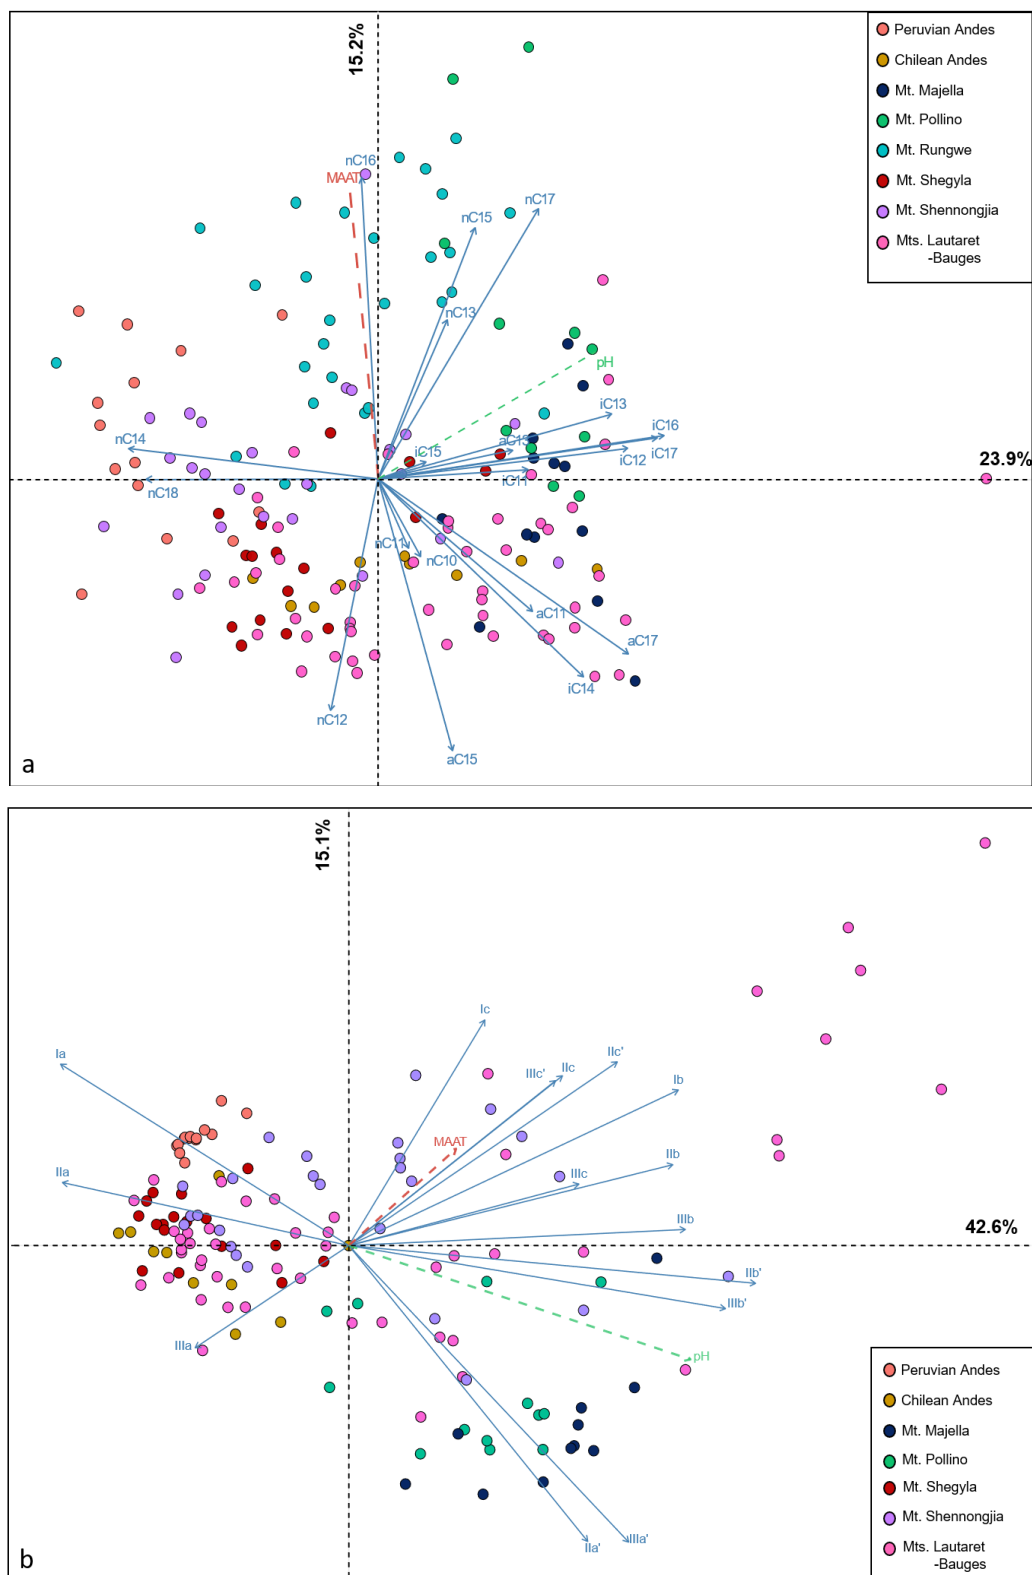 15.2%
Peruvian Andes
Chilean Andes
Mt. Majella
Mt. Pollino
Mt. Rungwe
Mt. Shegyla
Mt. Shennongjia
Mts. Lautaret
-Bauges
nC16
MAAT
nC17
nC15
nC13
pH
iC13
iC16
aC13
nC14
iC15
iC12
iC17
23.9%
iC11
nC18
nC11
nC10
aC11
aC17
iC14
nC12
aC15
a
15.1%
Ic
Ia
IIIc'
IIc
IIc'
Ib
MAAT
IIb
IIa
IIIc
IIIb
42.6%
IIb'
IIIb'
IIIa
pH
Peruvian Andes
Chilean Andes
Mt. Majella
Mt. Pollino
Mt. Shegyla
Mt. Shennongjia
Mts. Lautaret
-Bauges
IIa'
IIIa'
b